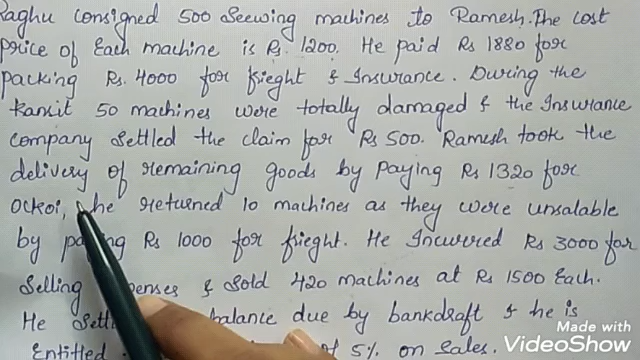 Raghu consigned 500 Seewing machines to Ramesh. The cost
price of Each machine is Rs. 1200. He paid Rs 1880 for
packing Rs. 4000 for frieght & Insurance. During the
transit 50 machines were totally damaged & the Insurance
company settled the claim for Rs 500. Ramesh took the
delivery of remaining goods by paying Rs 1320 for
ockoi, he returned 10 machines as they were unsalable
by paying Rs 1000 for frieght. He Incurred Rs 3000 for
Selling & Sold 420 machines at Rs 1500 Each.
He balance due by bankdraft & he is
Entitled of 5% on Sales.
Made with
VideoShow